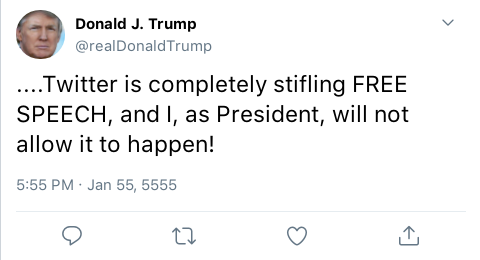 Donald J. Trump
@realDonaldTrump
....Twitter is completely stifling FREE
SPEECH, and I, as President, will not
allow it to happen!
5:55 PM · Jan 55, 5555